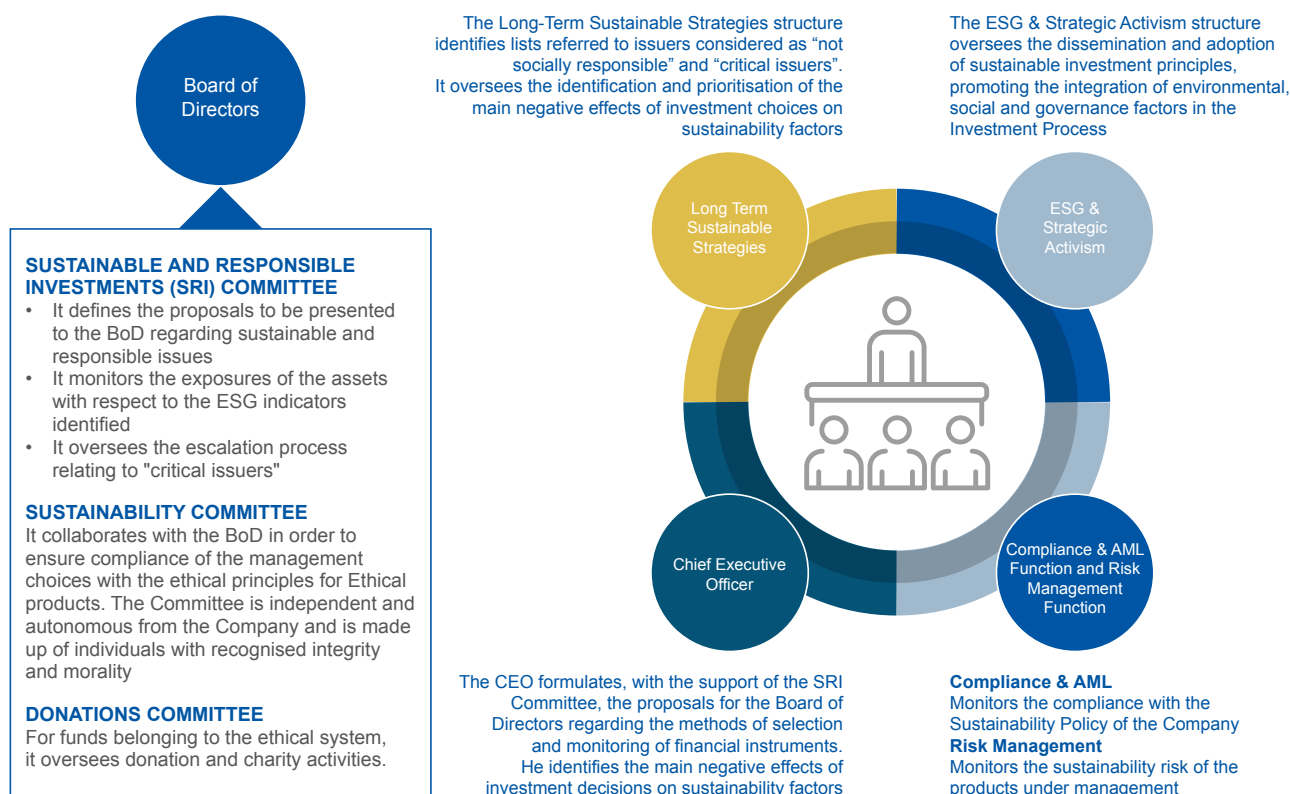 Board of
Directors
SUSTAINABLE AND RESPONSIBLE
INVESTMENTS (SRI) COMMITTEE
• It defines the proposals to be presented
to the BoD regarding sustainable and
responsible issues
• It monitors the exposures of the assets
with respect to the ESG indicators
identified
• It oversees the escalation process
relating to "critical issuers"
SUSTAINABILITY COMMITTEE
It collaborates with the BoD in order to
ensure compliance of the management
choices with the ethical principles for Ethical
products. The Committee is independent and
autonomous from the Company and is made
up of individuals with recognised integrity
and morality
DONATIONS COMMITTEE
For funds belonging to the ethical system,
it oversees donation and charity activities.
The Long-Term Sustainable Strategies structure
identifies lists referred to issuers considered as “not
socially responsible” and “critical issuers”.
It oversees the identification and prioritisation of the
main negative effects of investment choices on
sustainability factors
The ESG & Strategic Activism structure
oversees the dissemination and adoption
of sustainable investment principles,
promoting the integration of environmental,
social and governance factors in the
Investment Process
Long Term
Sustainable
Strategies
ESG &
Strategic
Activism
Chief Executive
Officer
Compliance & AML
Function and Risk
Management
Function
The CEO formulates, with the support of the SRI
Committee, the proposals for the Board of
Directors regarding the methods of selection
and monitoring of financial instruments.
He identifies the main negative effects of
investment decisions on sustainability factors
Compliance & AML
Monitors the compliance with the
Sustainability Policy of the Company
Risk Management
Monitors the sustainability risk of the
products under management